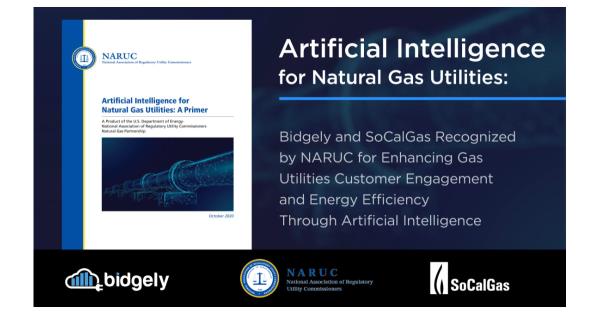 NARUC
National Association of Regulatory Utility Commissioners
Artificial Intelligence for
Natural Gas Utilities: A Primer
A Product of the U.S. Department of Energy-
National Association of Regulatory Utility Commissioners
Natural Gas Partnership
October 2020
Artificial Intelligence
for Natural Gas Utilities:
Bidgely and SoCalGas Recognized
by NARUC for Enhancing Gas
Utilities Customer Engagement
and Energy Efficiency
Through Artificial Intelligence
bidgely
NARUC
National Association of Regulatory
Utility Commissioners
SoCalGas